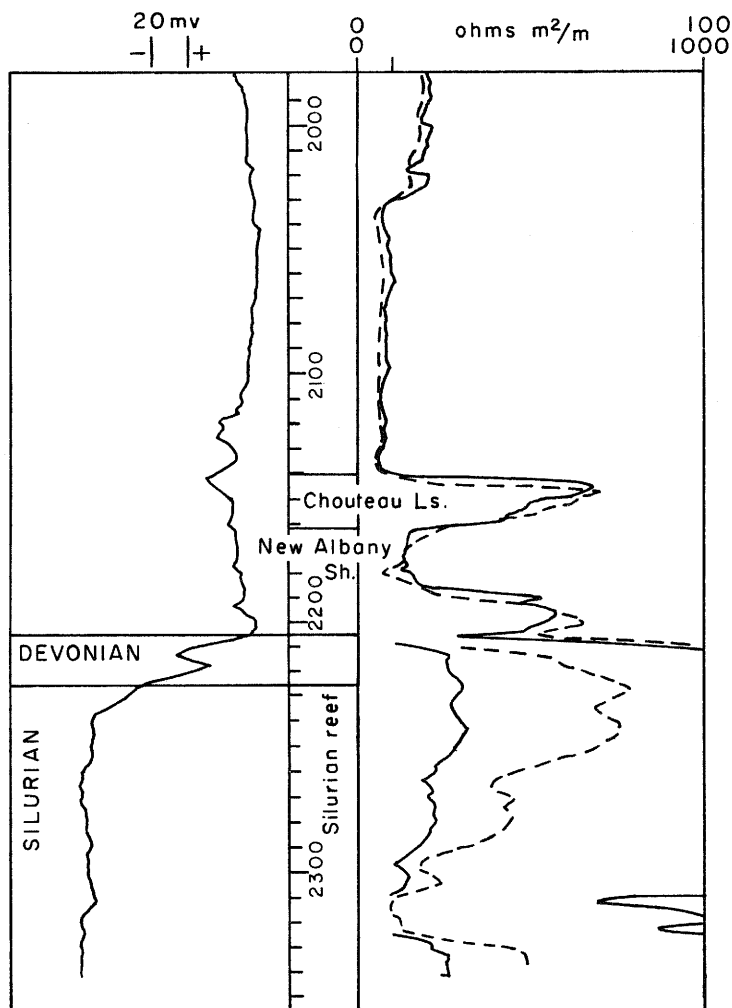 20 mv
− +
0 ohms m²/m 100
0 1000
2000
2100
Chouteau Ls.
New Albany
Sh.
2200
DEVONIAN
SILURIAN
Silurian reef
2300